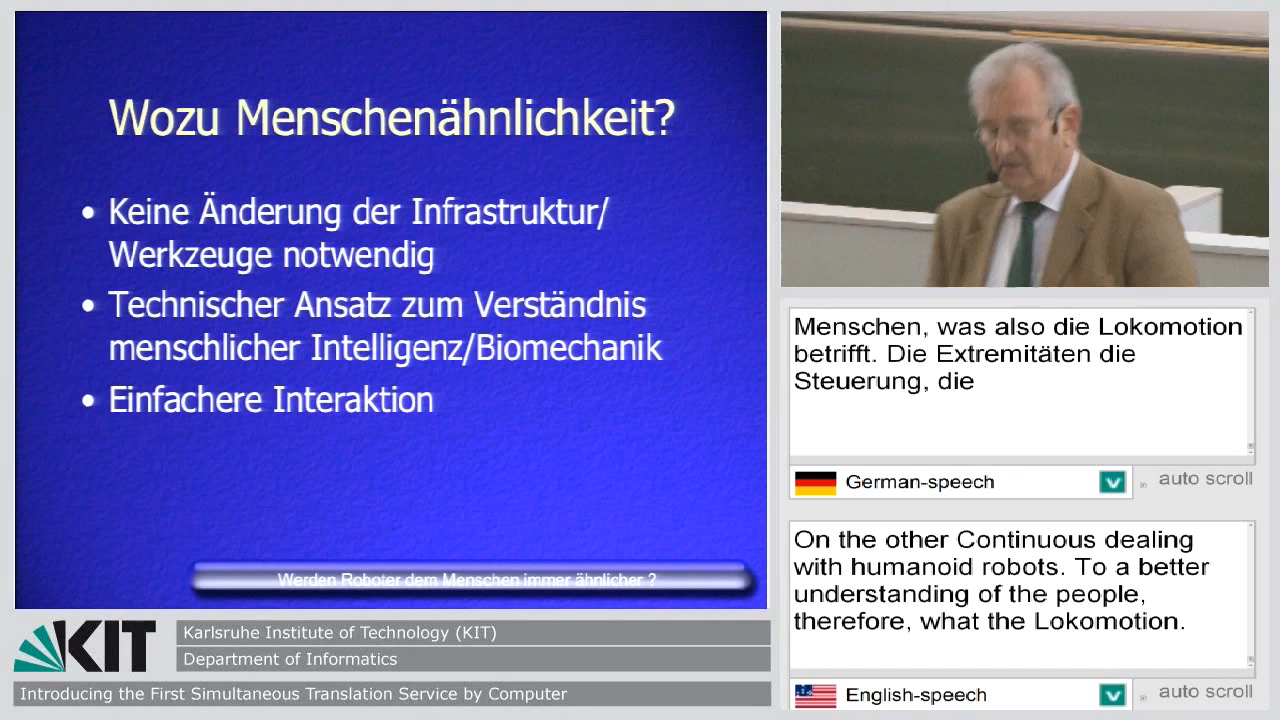 Wozu Menschenähnlichkeit?
• Keine Änderung der Infrastruktur/
Werkzeuge notwendig
• Technischer Ansatz zum Verständnis
menschlicher Intelligenz/Biomechanik
• Einfachere Interaktion
Werden Roboter dem Menschen immer ähnlicher ?
Menschen, was also die Lokomotion
betrifft. Die Extremitäten die
Steuerung, die
German-speech
auto scroll
On the other Continuous dealing
with humanoid robots. To a better
understanding of the people,
therefore, what the Lokomotion.
English-speech
auto scroll
KIT
Karlsruhe Institute of Technology (KIT)
Department of Informatics
Introducing the First Simultaneous Translation Service by Computer